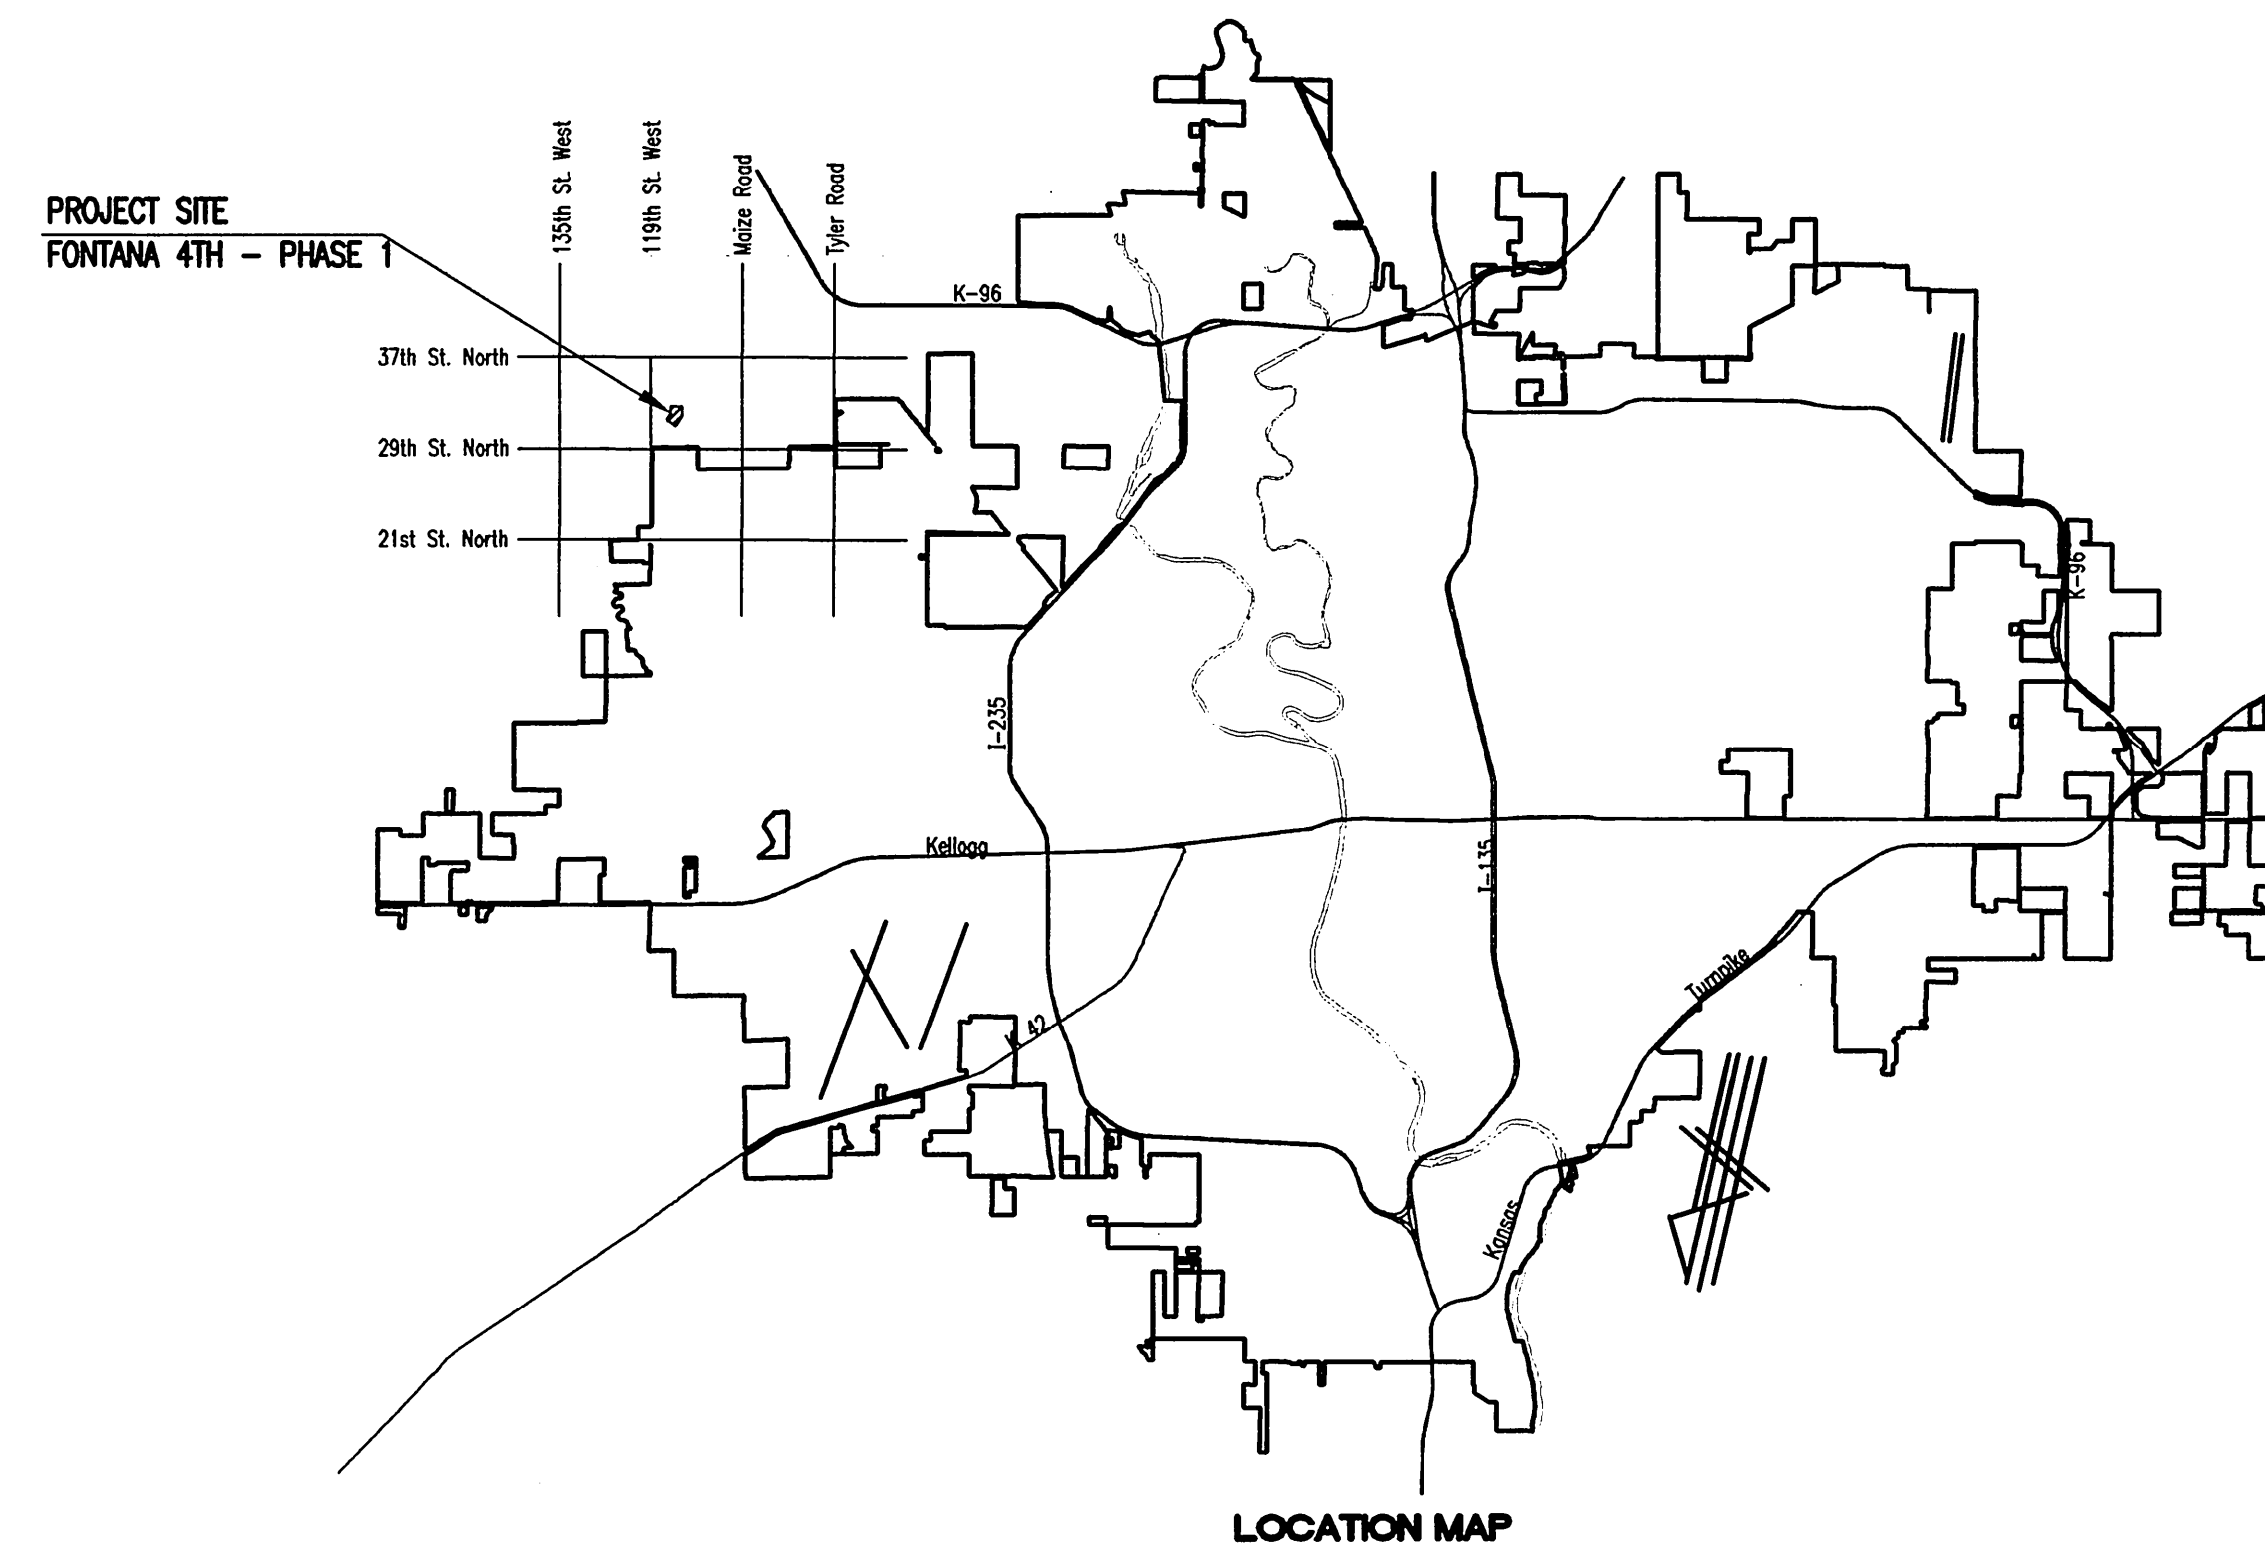 PROJECT SITE
FONTANA 4TH - PHASE 1
135th St. West
119th St. West
Maize Road
Tyler Road
K-96
37th St. North
29th St. North
21st St. North
K-96
I-235
Kellogg
I-135
Turnpike
K 42
Kansas
LOCATION MAP